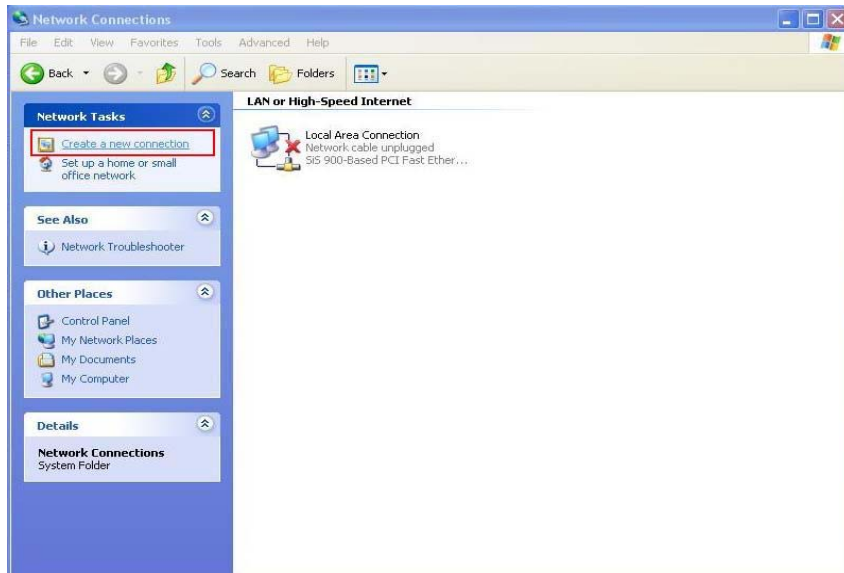 Network Connections
File Edit View Favorites Tools Advanced Help
Back Search Folders
Network Tasks
Create a new connection
Set up a home or small
office network
See Also
Network Troubleshooter
Other Places
Control Panel
My Network Places
My Documents
My Computer
Details
Network Connections
System Folder
LAN or High-Speed Internet
Local Area Connection
Network cable unplugged
SiS 900-Based PCI Fast Ether...